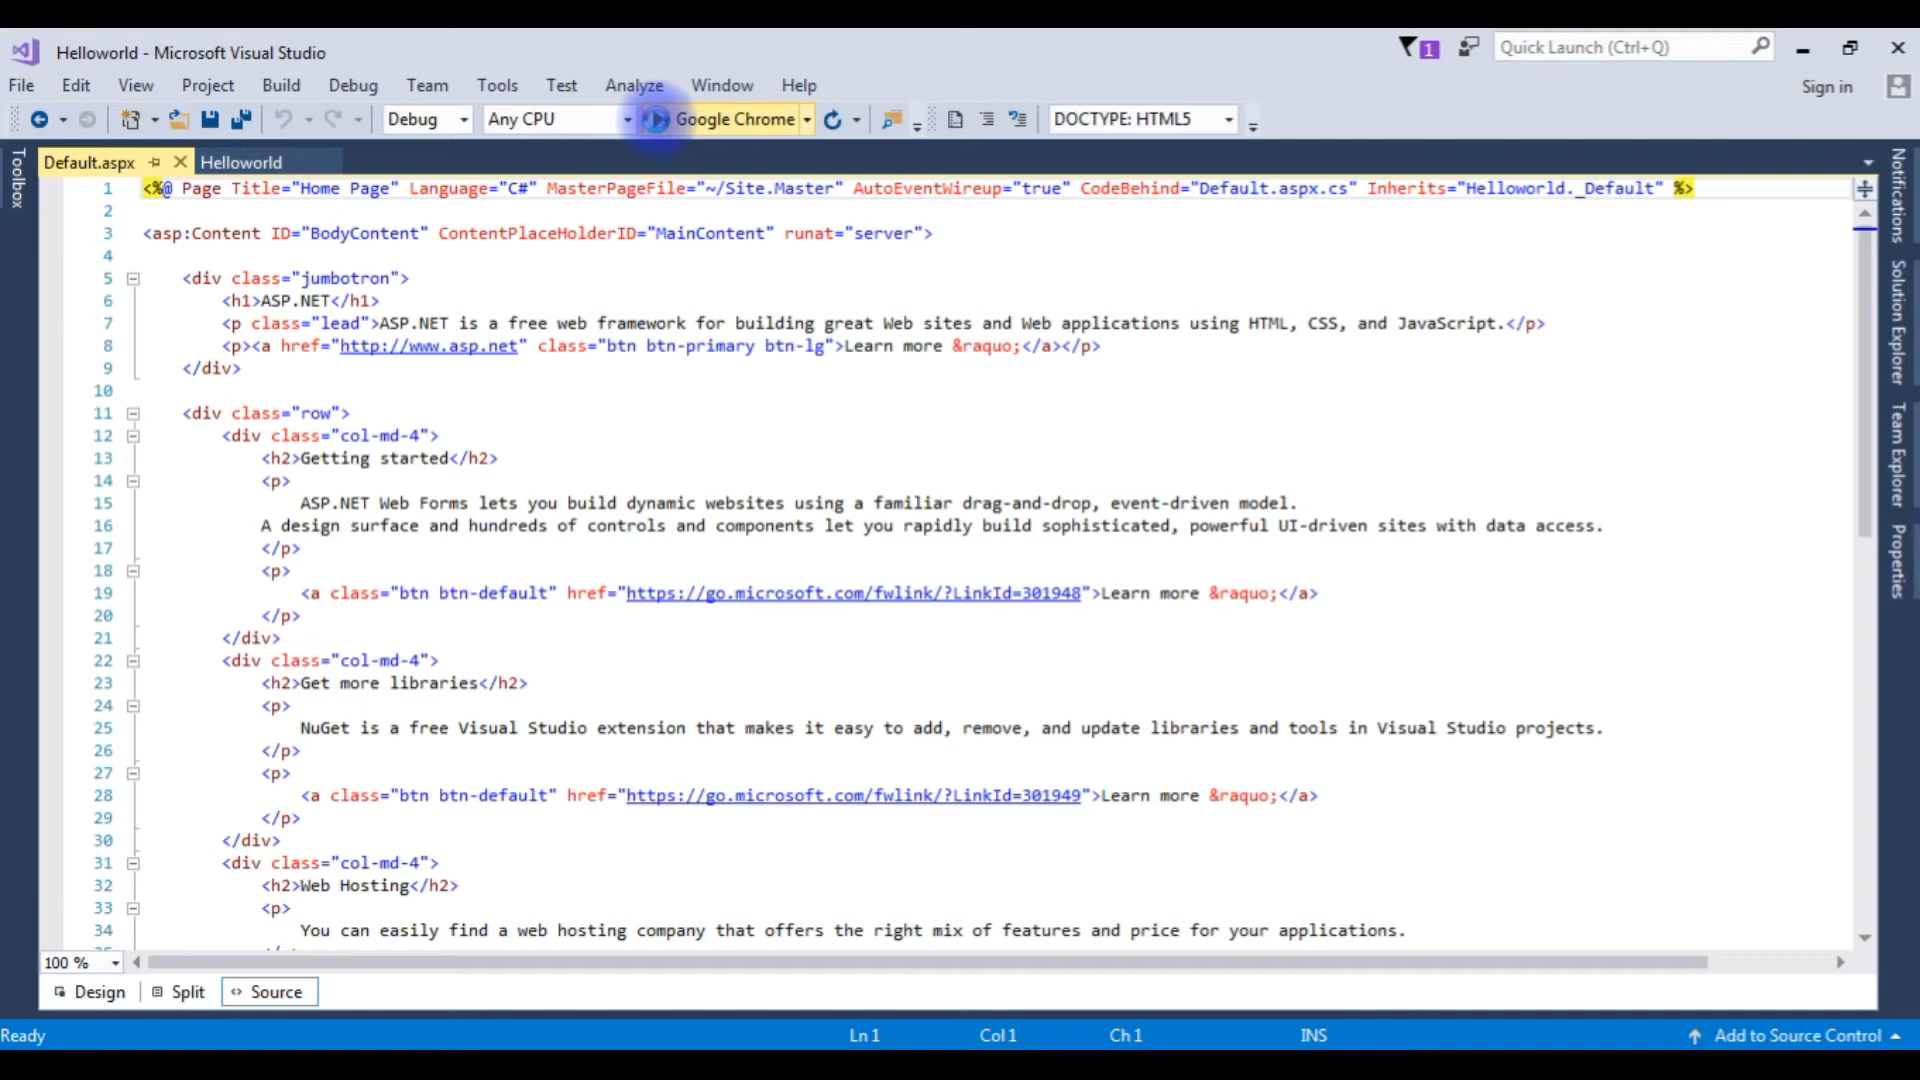 Helloworld - Microsoft Visual Studio
1
Quick Launch (Ctrl+Q)
File Edit View Project Build Debug Team Tools Test Analyze Window Help
Sign in
Debug Any CPU Google Chrome DOCTYPE: HTML5
Toolbox
Default.aspx Helloworld
1 <%@ Page Title="Home Page" Language="C#" MasterPageFile="~/Site.Master" AutoEventWireup="true" CodeBehind="Default.aspx.cs" Inherits="Helloworld._Default" %>
2
3 <asp:Content ID="BodyContent" ContentPlaceHolderID="MainContent" runat="server">
4
5 <div class="jumbotron">
6 <h1>ASP.NET</h1>
7 <p class="lead">ASP.NET is a free web framework for building great Web sites and Web applications using HTML, CSS, and JavaScript.</p>
8 <p><a href="http://www.asp.net" class="btn btn-primary btn-lg">Learn more &raquo;</a></p>
9 </div>
10
11 <div class="row">
12 <div class="col-md-4">
13 <h2>Getting started</h2>
14 <p>
15 ASP.NET Web Forms lets you build dynamic websites using a familiar drag-and-drop, event-driven model.
16 A design surface and hundreds of controls and components let you rapidly build sophisticated, powerful UI-driven sites with data access.
17 </p>
18 <p>
19 <a class="btn btn-default" href="https://go.microsoft.com/fwlink/?LinkId=301948">Learn more &raquo;</a>
20 </p>
21 </div>
22 <div class="col-md-4">
23 <h2>Get more libraries</h2>
24 <p>
25 NuGet is a free Visual Studio extension that makes it easy to add, remove, and update libraries and tools in Visual Studio projects.
26 </p>
27 <p>
28 <a class="btn btn-default" href="https://go.microsoft.com/fwlink/?LinkId=301949">Learn more &raquo;</a>
29 </p>
30 </div>
31 <div class="col-md-4">
32 <h2>Web Hosting</h2>
33 <p>
34 You can easily find a web hosting company that offers the right mix of features and price for your applications.
Notifications
Solution Explorer
Team Explorer
Properties
100 %
Design Split Source
Ready Ln 1 Col 1 Ch 1 INS Add to Source Control